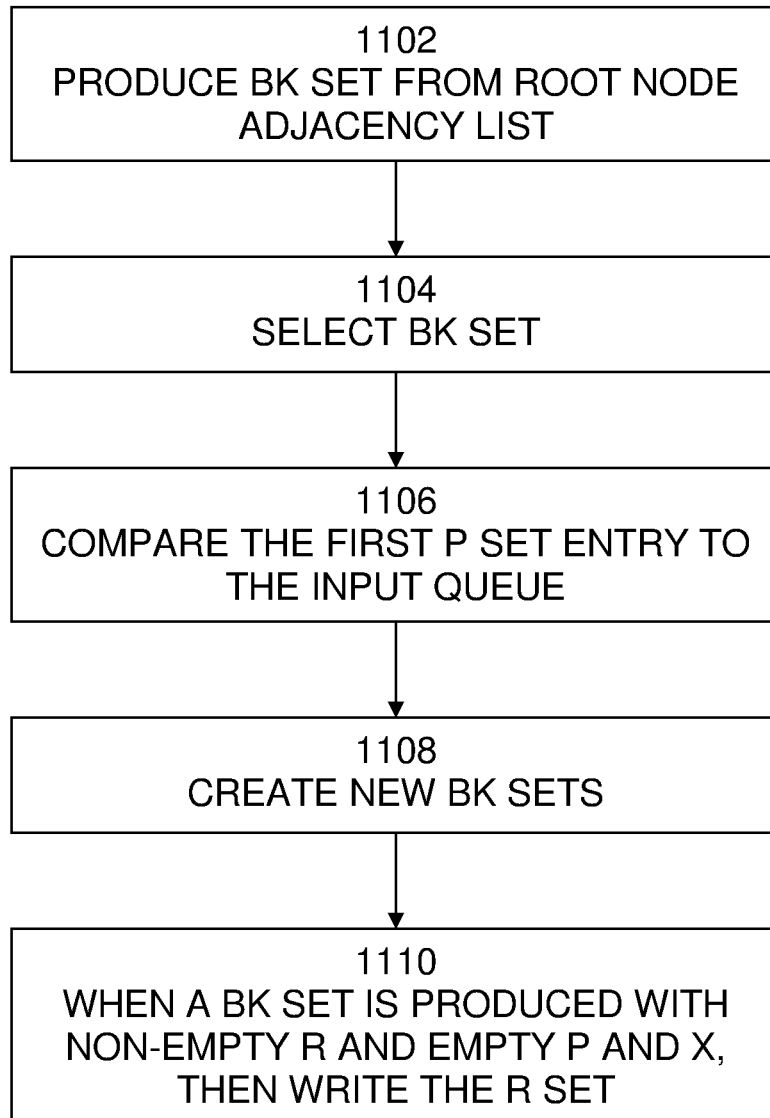 1102
PRODUCE BK SET FROM ROOT NODE
ADJACENCY LIST
1104
SELECT BK SET
1106
COMPARE THE FIRST P SET ENTRY TO
THE INPUT QUEUE
1108
CREATE NEW BK SETS
1110
WHEN A BK SET IS PRODUCED WITH
NON-EMPTY R AND EMPTY P AND X,
THEN WRITE THE R SET